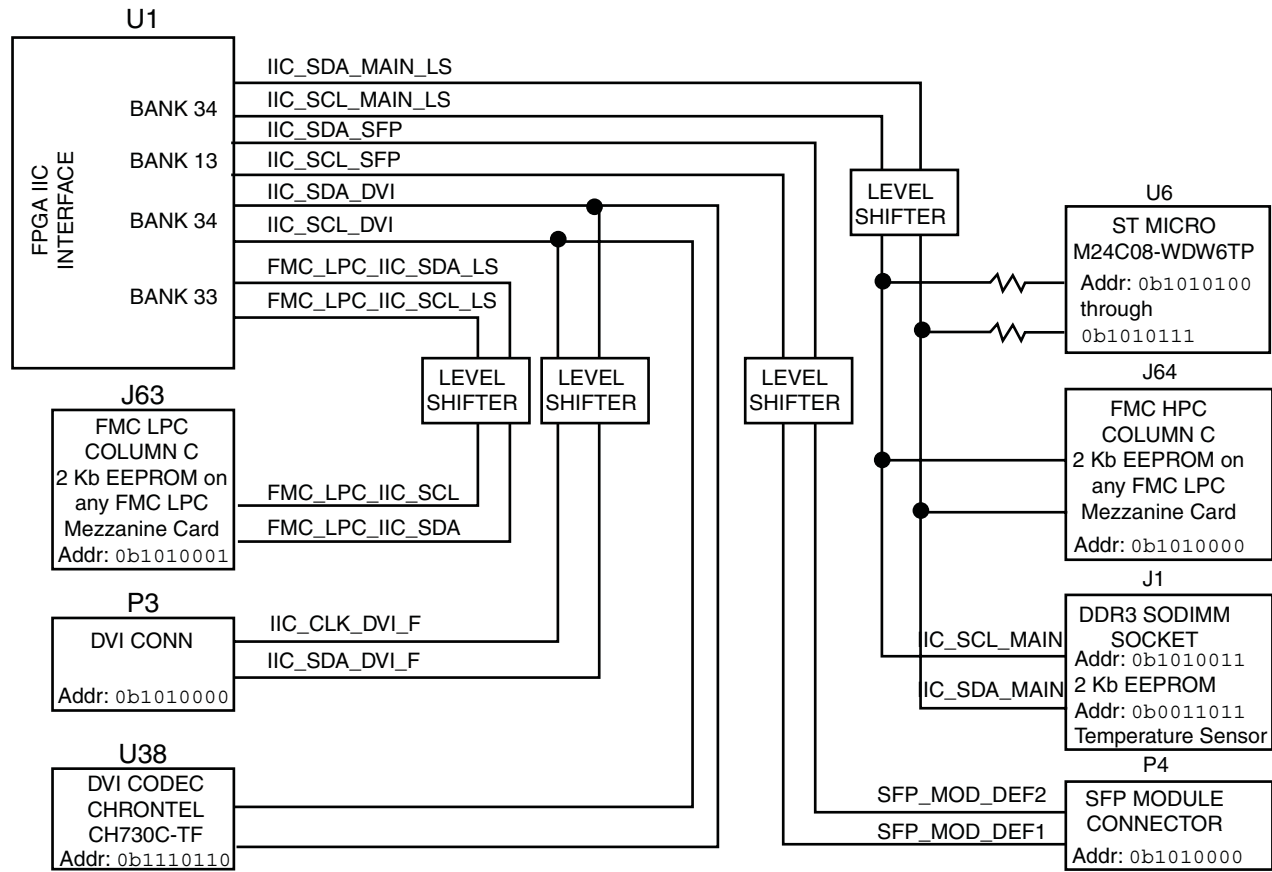 U1
FPGA IIC
INTERFACE
BANK 34
BANK 13
BANK 34
BANK 33
IIC_SDA_MAIN_LS
IIC_SCL_MAIN_LS
IIC_SDA_SFP
IIC_SCL_SFP
IIC_SDA_DVI
IIC_SCL_DVI
FMC_LPC_IIC_SDA_LS
FMC_LPC_IIC_SCL_LS
LEVEL
SHIFTER
LEVEL
SHIFTER
LEVEL
SHIFTER
LEVEL
SHIFTER
J63
FMC LPC
COLUMN C
2 Kb EEPROM on
any FMC LPC
Mezzanine Card
Addr: 0b1010001
FMC_LPC_IIC_SCL
FMC_LPC_IIC_SDA
P3
DVI CONN
Addr: 0b1010000
IIC_CLK_DVI_F
IIC_SDA_DVI_F
U38
DVI CODEC
CHRONTEL
CH730C-TF
Addr: 0b1110110
U6
ST MICRO
M24C08-WDW6TP
Addr: 0b1010100
through
0b1010111
J64
FMC HPC
COLUMN C
2 Kb EEPROM on
any FMC LPC
Mezzanine Card
Addr: 0b1010000
J1
DDR3 SODIMM
SOCKET
Addr: 0b1010011
2 Kb EEPROM
Addr: 0b0011011
Temperature Sensor
IIC_SCL_MAIN
IIC_SDA_MAIN
P4
SFP MODULE
CONNECTOR
Addr: 0b1010000
SFP_MOD_DEF2
SFP_MOD_DEF1